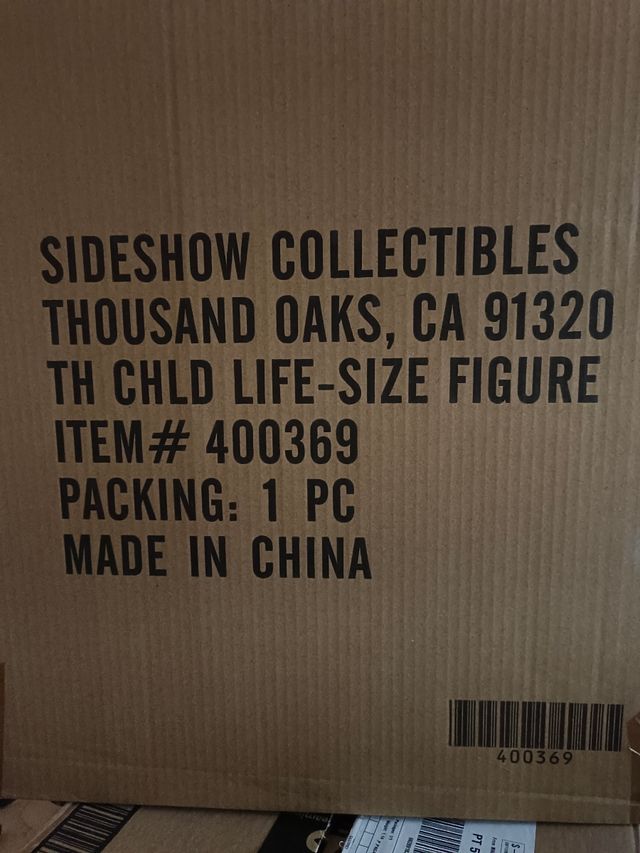 SIDESHOW COLLECTIBLES
THOUSAND OAKS, CA 91320
TH CHLD LIFE-SIZE FIGURE
ITEM# 400369
PACKING: 1 PC
MADE IN CHINA
400369